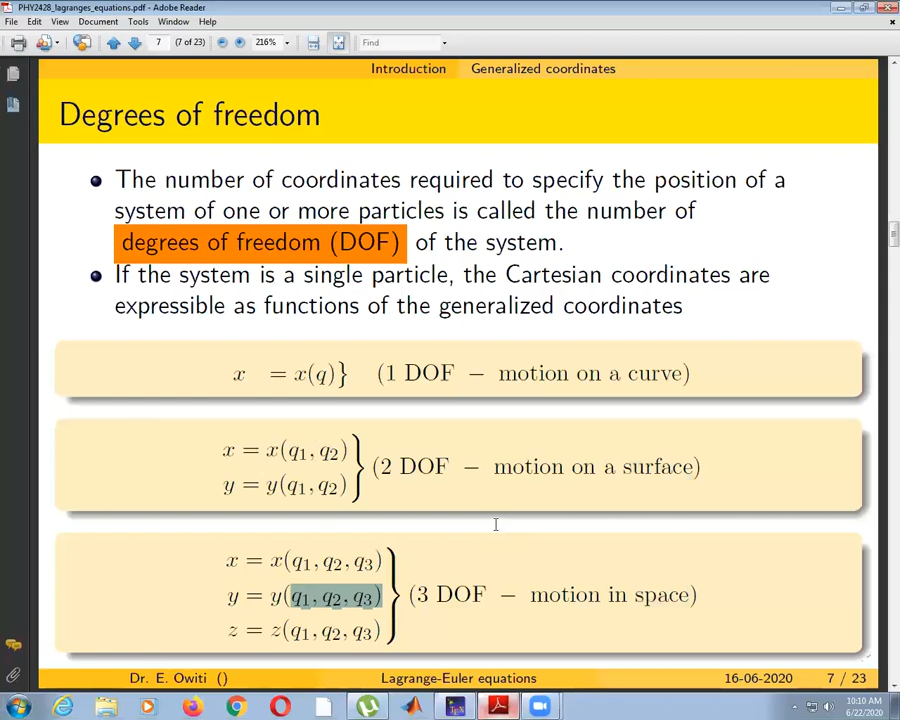 PHY2428_lagranges_equations.pdf - Adobe Reader
File Edit View Document Tools Window Help
7 (7 of 23) 216% Find
Introduction Generalized coordinates
Degrees of freedom
The number of coordinates required to specify the position of a
system of one or more particles is called the number of
degrees of freedom (DOF) of the system.
If the system is a single particle, the Cartesian coordinates are
expressible as functions of the generalized coordinates
x = x(q)} (1 DOF − motion on a curve)
x = x(q₁, q₂)
y = y(q₁, q₂)
(2 DOF − motion on a surface)
x = x(q₁, q₂, q₃)
y = y(q₁, q₂, q₃)
z = z(q₁, q₂, q₃)
(3 DOF − motion in space)
Dr. E. Owiti () Lagrange-Euler equations 16-06-2020 7 / 23
10:10 AM
6/22/2020